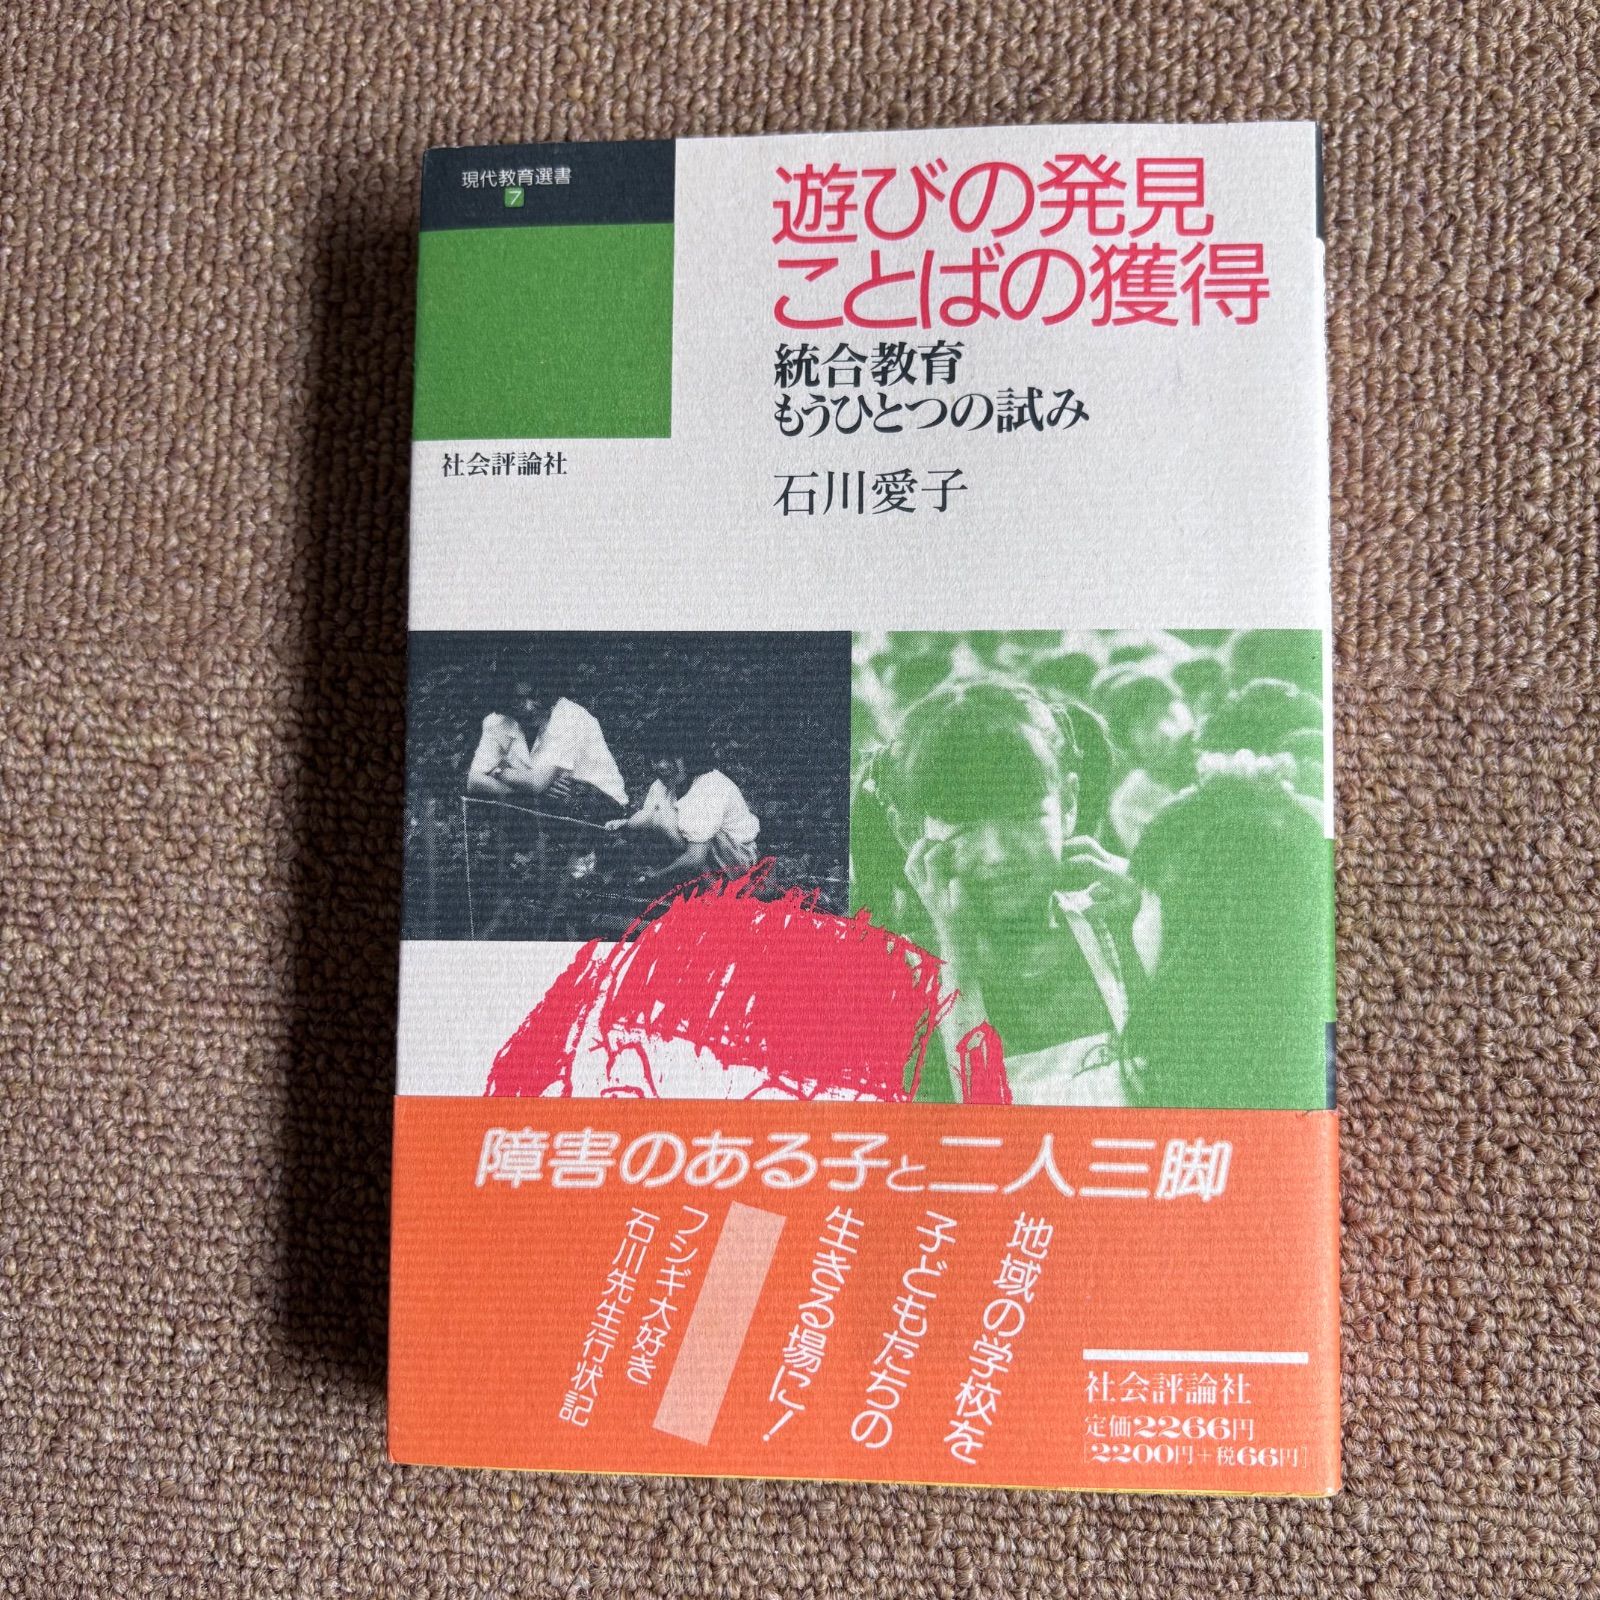 現代教育選書
7
遊びの発見
ことばの獲得
統合教育
もうひとつの試み
石川愛子
社会評論社
障害のある子と二人三脚
地域の学校を
子どもたちの
生きる場に!
フシギ大好き
石川先生行状記
社会評論社
定価2266円
[2200円+税66円]